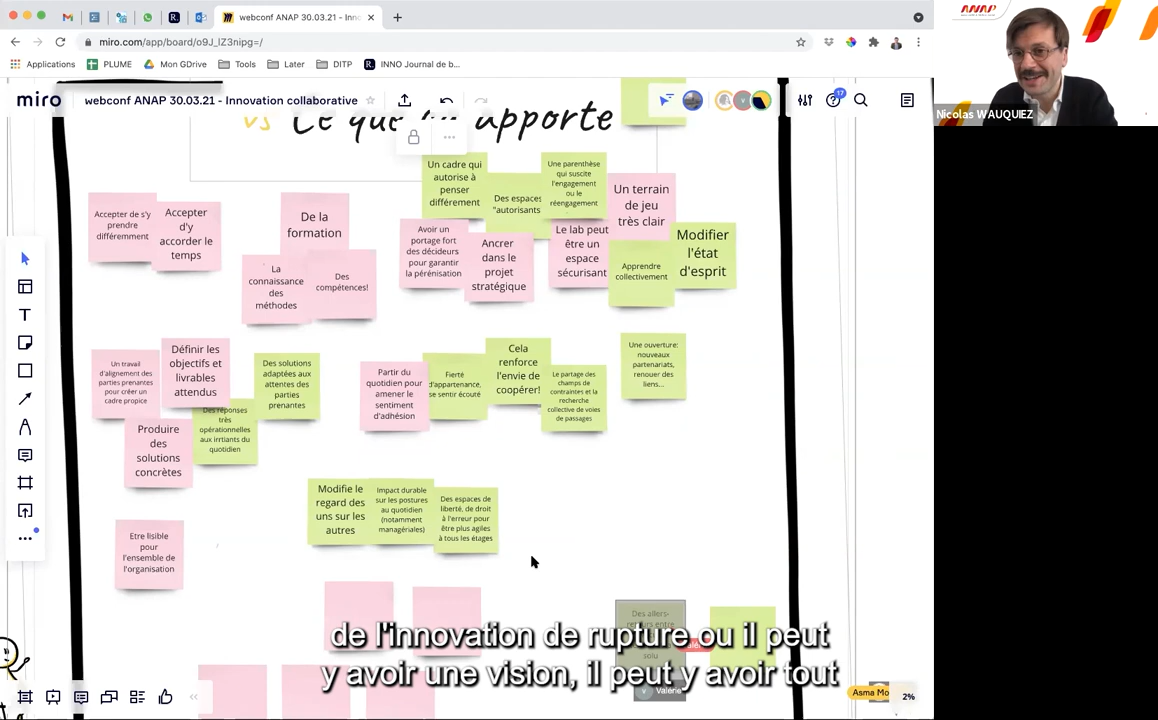 webconf ANAP 30.03.21 - Inno
miro.com/app/board/o9J_lZ3nipg=/
Applications
PLUME
Mon GDrive
Tools
Later
DITP
INNO Journal de b...
ANAP
Nicolas WAUQUIEZ
miro
webconf ANAP 30.03.21 - Innovation collaborative
17
vs Ce que
apporte
Accepter de s'y
prendre
différemment
Accepter
d'y
accorder le
temps
De la
formation
La
connaissance
des
méthodes
Des
compétences!
Un cadre qui
autorise à
penser
différement
Des espaces
"autorisants
Une parenthèse
qui suscite
l'engagement
ou le
réengagement
Un terrain
de jeu
très clair
Avoir un
portage fort
des décideurs
pour garantir
la pérénisation
Ancrer
dans le
projet
stratégique
Le lab peut
être un
espace
sécurisant
Apprendre
collectivement
Modifier
l'état
d'esprit
Un travail
d'alignement des
parties prenantes
pour créer un
cadre propice
Définir les
objectifs et
livrables
attendus
Des solutions
adaptées aux
attentes des
parties
prenantes
Des réponses
très
opérationnelles
aux irritants du
quotidien
Produire
des
solutions
concrètes
Partir du
quotidien pour
amener le
sentiment
d'adhésion
Fierté
d'appartenance,
se sentir écouté
Cela
renforce
l'envie de
coopérer!
Le partage des
champs de
contraintes et la
recherche
collective de voies
de passages
Une ouverture:
nouveaux
partenariats,
renouer des
liens...
Modifie le
regard des
uns sur les
autres
Impact durable
sur les postures
au quotidien
(notamment
managériales)
Des espaces de
liberté, de droit
à l'erreur pour
être plus agiles
à tous les étages
Etre lisible
pour
l'ensemble de
l'organisation
Des allers-
solu
V Valérie
de l'innovation de rupture ou il peut
y avoir une vision, il peut y avoir tout
Asma Mo
2%